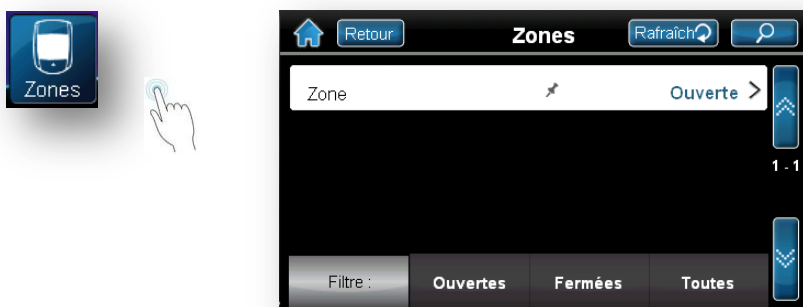 Zones
Retour
Zones
Rafraîch
Zone
Ouverte
1 - 1
Filtre :
Ouvertes
Fermées
Toutes